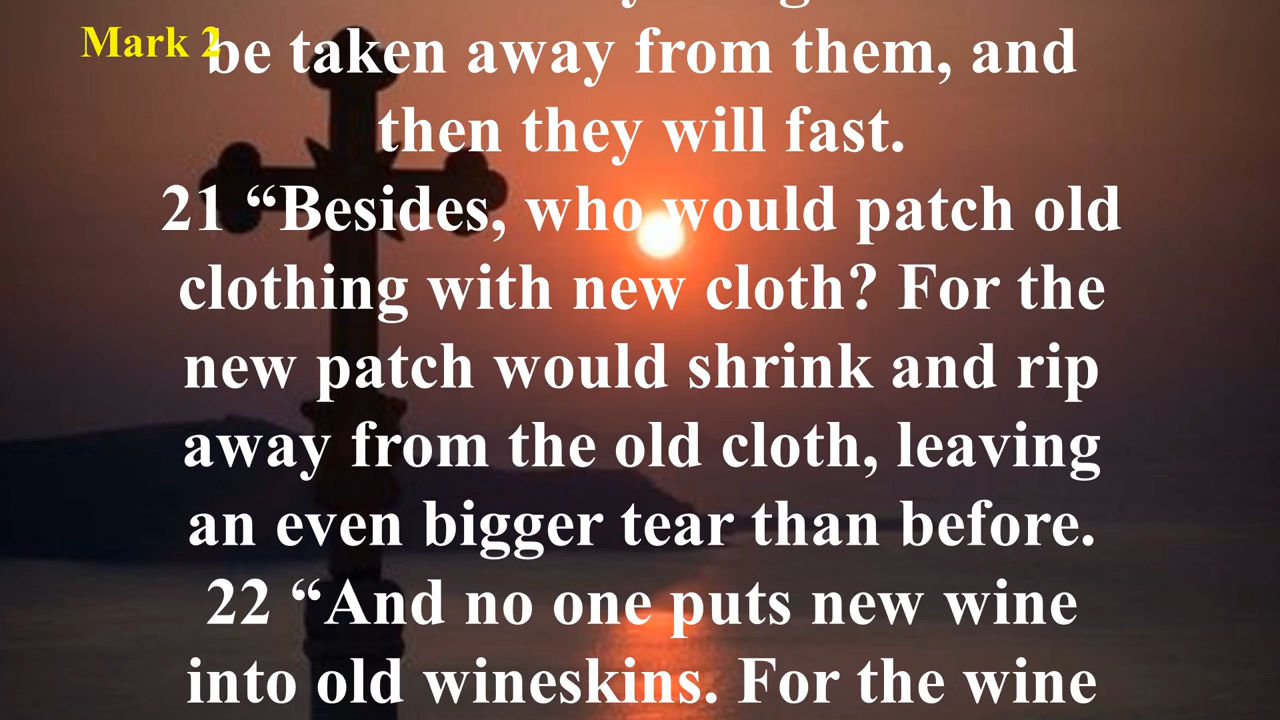 Mark 2
be taken away from them, and
then they will fast.
21 “Besides, who would patch old
clothing with new cloth? For the
new patch would shrink and rip
away from the old cloth, leaving
an even bigger tear than before.
22 “And no one puts new wine
into old wineskins. For the wine